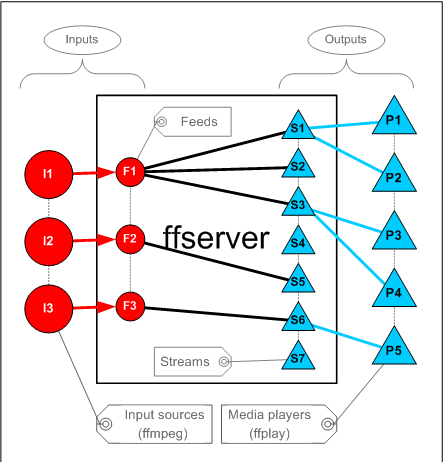 Inputs
Outputs
Feeds
S1
P1
S2
I1
F1
P2
S3
I2
F2
ffserver
S4
P3
S5
P4
I3
F3
S6
P5
Streams
S7
Input sources
(ffmpeg)
Media players
(ffplay)